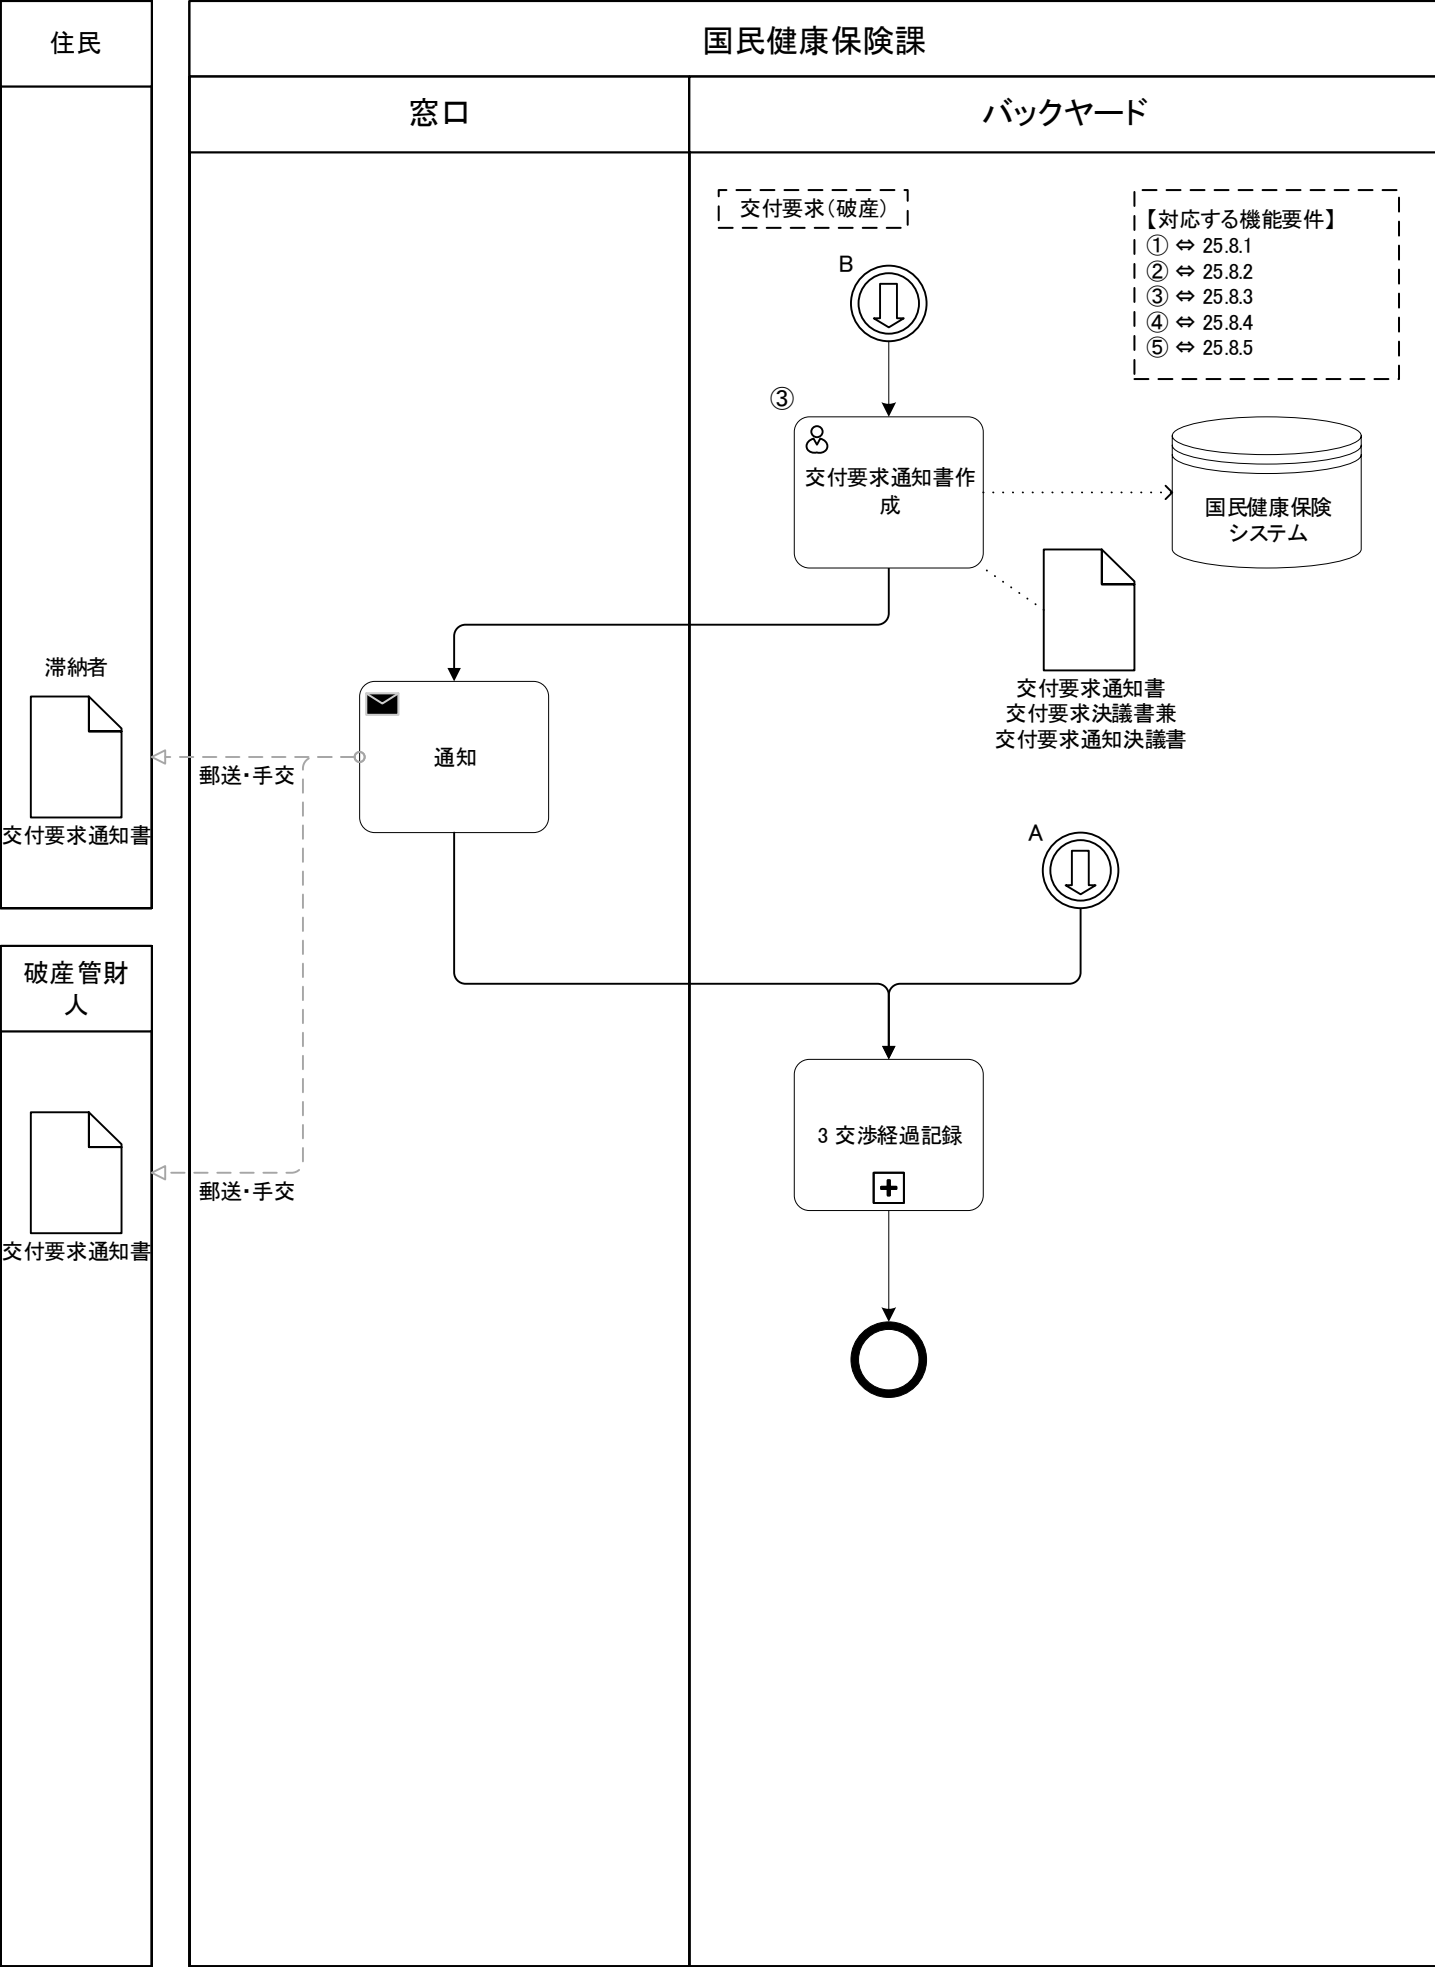 住民
国民健康保険課
窓口
バックヤード
交付要求（破産）
【対応する機能要件】
① ⇔ 25.8.1
② ⇔ 25.8.2
③ ⇔ 25.8.3
④ ⇔ 25.8.4
⑤ ⇔ 25.8.5
B
③
交付要求通知書作
成
国民健康保険
システム
交付要求通知書
交付要求決議書兼
交付要求通知決議書
滞納者
交付要求通知書
郵送・手交
通知
A
破産管財
人
3 交渉経過記録
郵送・手交
交付要求通知書